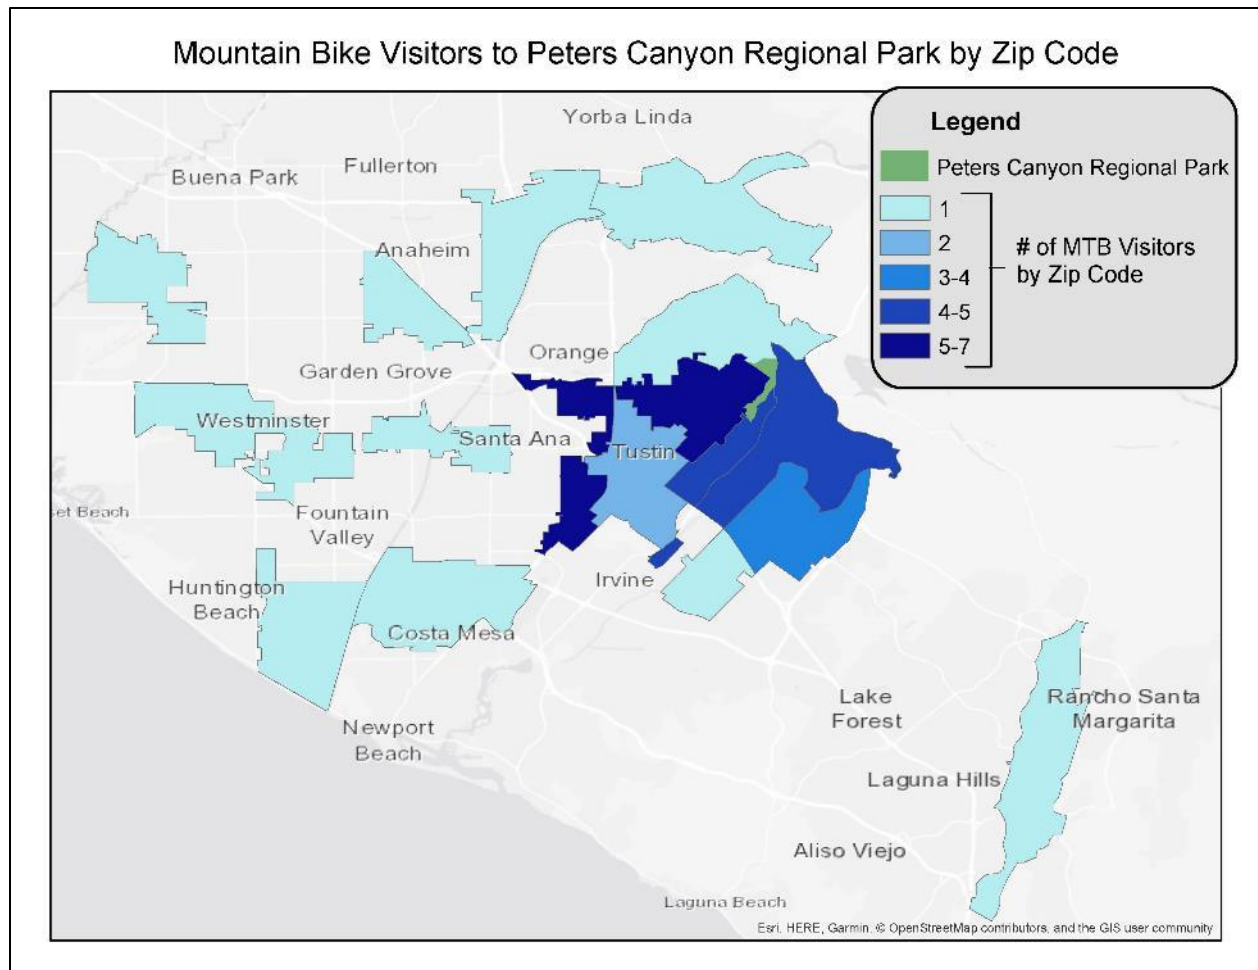 Mountain Bike Visitors to Peters Canyon Regional Park by Zip Code
Legend
Peters Canyon Regional Park
1
2
3-4
4-5
5-7
# of MTB Visitors
by Zip Code
Yorba Linda
Fullerton
Buena Park
Anaheim
Orange
Garden Grove
Westminster
Santa Ana
Tustin
set Beach
Fountain
Valley
Irvine
Huntington
Beach
Costa Mesa
Lake
Forest
Rancho Santa
Margarita
Newport
Beach
Laguna Hills
Aliso Viejo
Laguna Beach
Esri, HERE, Garmin, © OpenStreetMap contributors, and the GIS user community